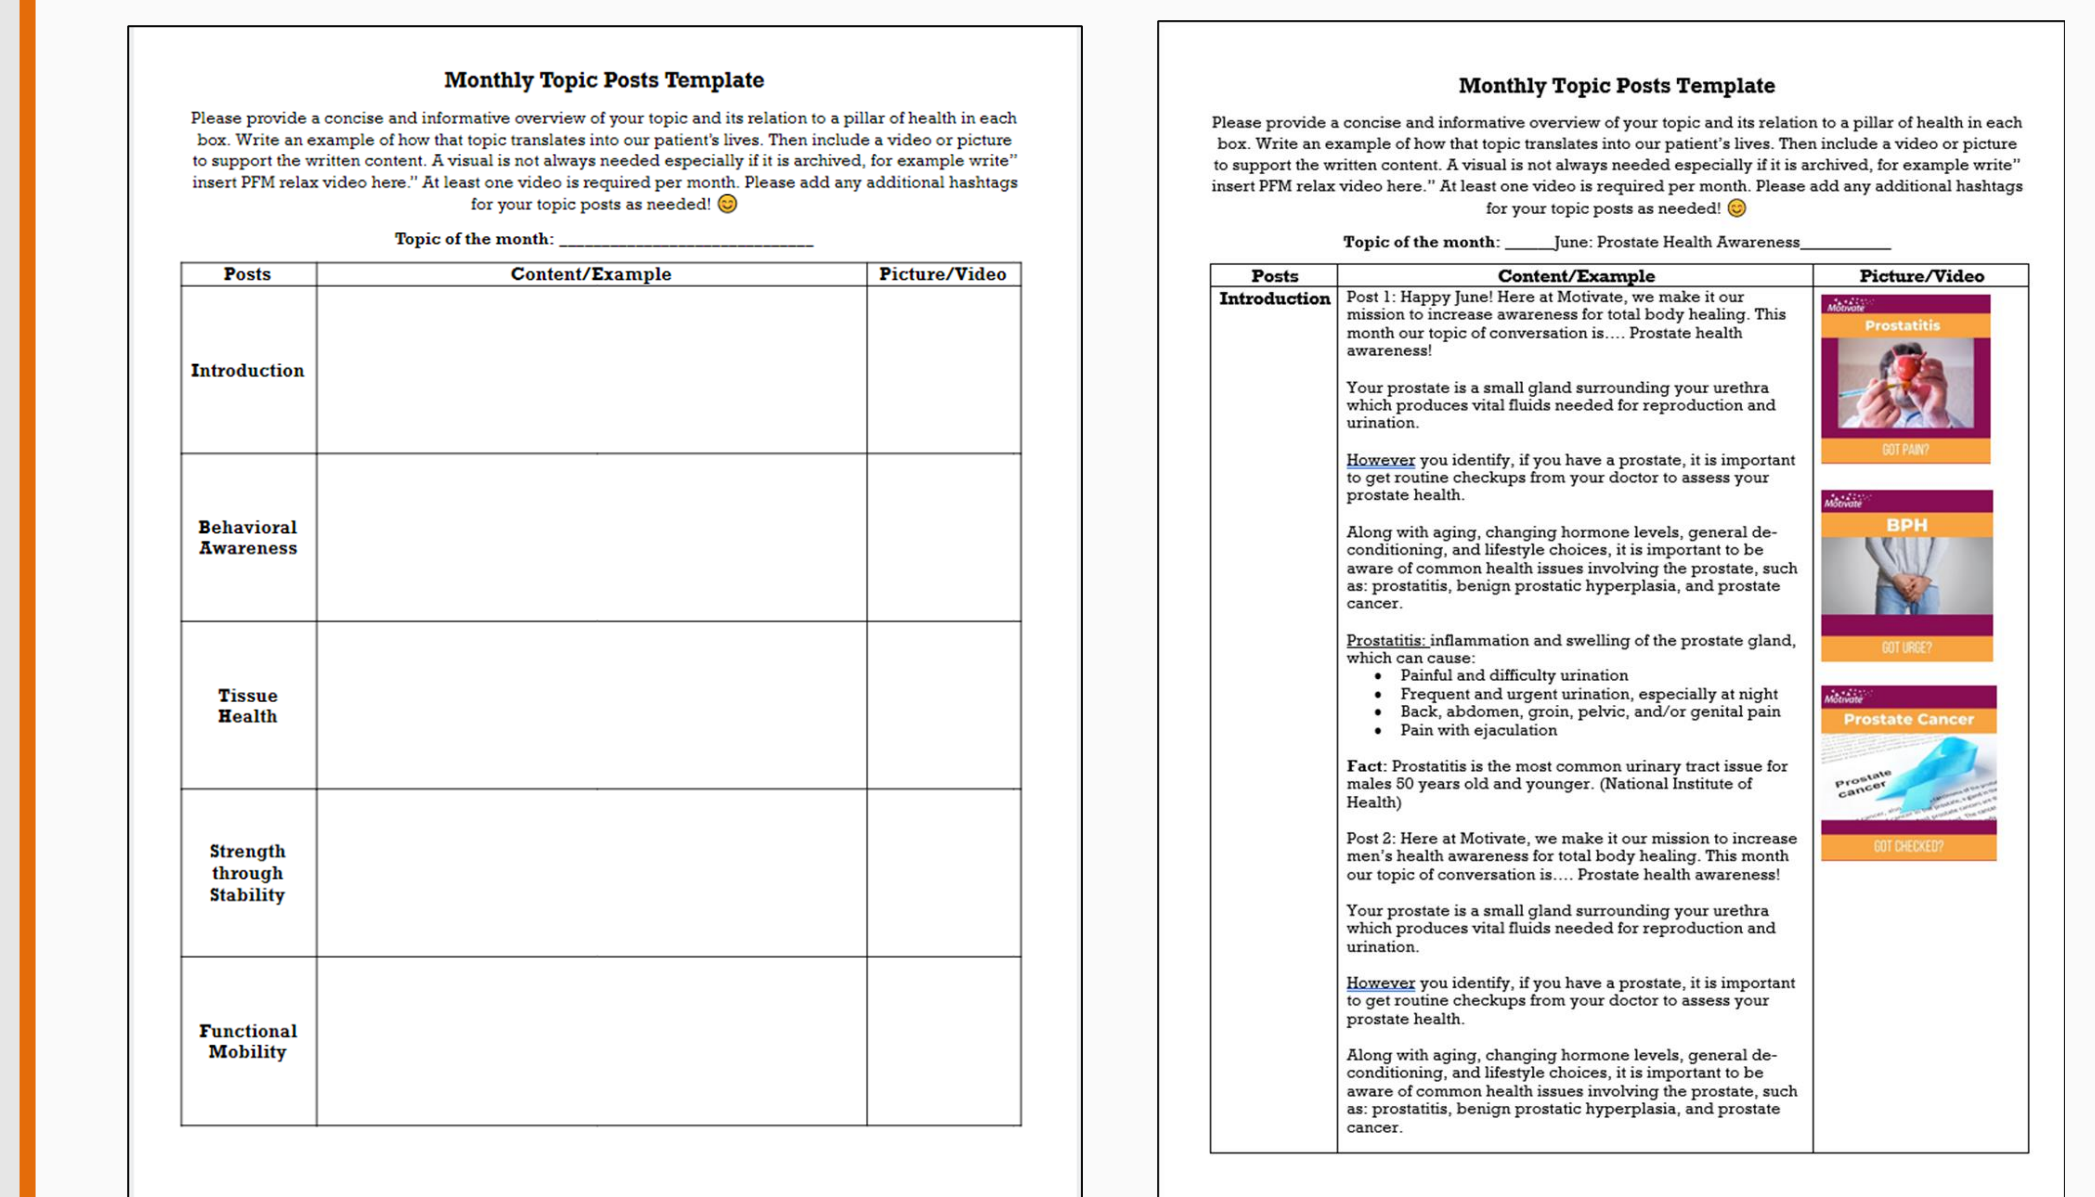 Monthly Topic Posts Template
Please provide a concise and informative overview of your topic and its relation to a pillar of health in each
box. Write an example of how that topic translates into our patient's lives. Then include a video or picture
to support the written content. A visual is not always needed especially if it is archived, for example write”
insert PFM relax video here.” At least one video is required per month. Please add any additional hashtags
for your topic posts as needed! 😊
Topic of the month: ______________________________
Posts
Content/Example
Picture/Video
Introduction
Behavioral
Awareness
Tissue
Health
Strength
through
Stability
Functional
Mobility
Monthly Topic Posts Template
Please provide a concise and informative overview of your topic and its relation to a pillar of health in each
box. Write an example of how that topic translates into our patient's lives. Then include a video or picture
to support the written content. A visual is not always needed especially if it is archived, for example write”
insert PFM relax video here.” At least one video is required per month. Please add any additional hashtags
for your topic posts as needed! 😊
Topic of the month: ______June: Prostate Health Awareness___________
Posts
Content/Example
Picture/Video
Introduction
Post 1: Happy June! Here at Motivate, we make it our
mission to increase awareness for total body healing. This
month our topic of conversation is…. Prostate health
awareness!
Your prostate is a small gland surrounding your urethra
which produces vital fluids needed for reproduction and
urination.
However you identify, if you have a prostate, it is important
to get routine checkups from your doctor to assess your
prostate health.
Along with aging, changing hormone levels, general de-
conditioning, and lifestyle choices, it is important to be
aware of common health issues involving the prostate, such
as: prostatitis, benign prostatic hyperplasia, and prostate
cancer.
Prostatitis: inflammation and swelling of the prostate gland,
which can cause:
• Painful and difficulty urination
• Frequent and urgent urination, especially at night
• Back, abdomen, groin, pelvic, and/or genital pain
• Pain with ejaculation
Fact: Prostatitis is the most common urinary tract issue for
males 50 years old and younger. (National Institute of
Health)
Post 2: Here at Motivate, we make it our mission to increase
men's health awareness for total body healing. This month
our topic of conversation is…. Prostate health awareness!
Your prostate is a small gland surrounding your urethra
which produces vital fluids needed for reproduction and
urination.
However you identify, if you have a prostate, it is important
to get routine checkups from your doctor to assess your
prostate health.
Along with aging, changing hormone levels, general de-
conditioning, and lifestyle choices, it is important to be
aware of common health issues involving the prostate, such
as: prostatitis, benign prostatic hyperplasia, and prostate
cancer.
Motivate
Prostatitis
GOT PAIN?
Motivate
BPH
GOT URGE?
Motivate
Prostate Cancer
Prostate
cancer
GOT CHECKED?